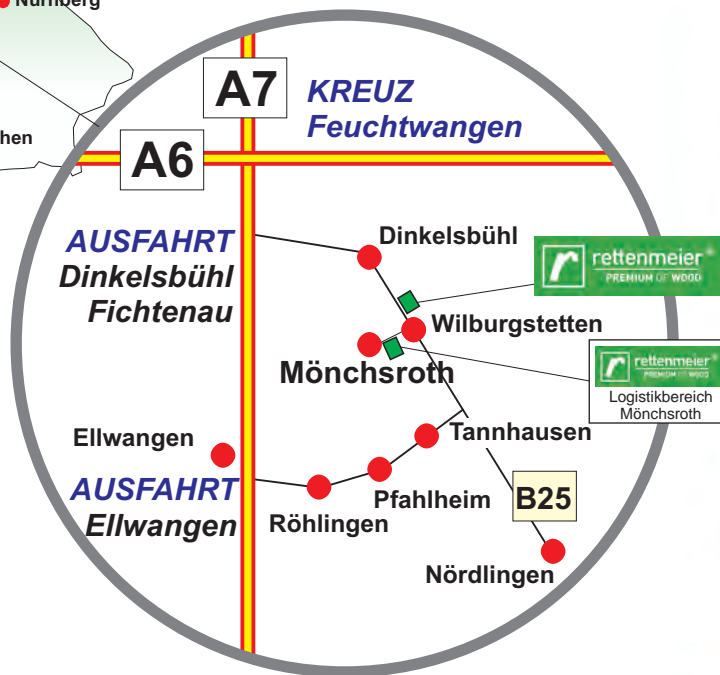 Nürnberg
hen
A7
KREUZ
Feuchtwangen
A6
AUSFAHRT
Dinkelsbühl
Fichtenau
Dinkelsbühl
rettenmeier®
PREMIUM OF WOOD
Wilburgstetten
Mönchsroth
rettenmeier®
PREMIUM OF WOOD
Logistikbereich
Mönchsroth
Ellwangen
Tannhausen
AUSFAHRT
Ellwangen
Pfahlheim
B25
Röhlingen
Nördlingen